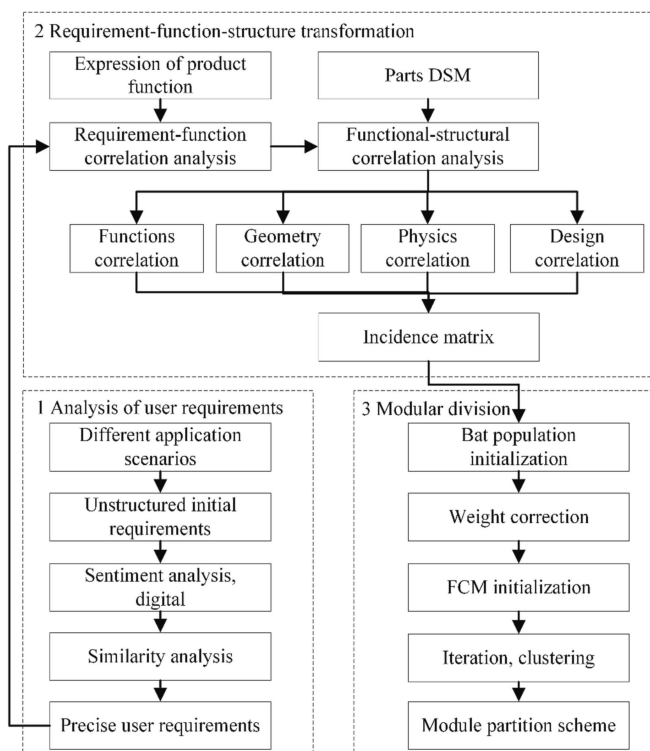 2 Requirement-function-structure transformation
Expression of product
function
Parts DSM
Requirement-function
correlation analysis
Functional-structural
correlation analysis
Functions
correlation
Geometry
correlation
Physics
correlation
Design
correlation
Incidence matrix
1 Analysis of user requirements
Different application
scenarios
Unstructured initial
requirements
Sentiment analysis,
digital
Similarity analysis
Precise user requirements
3 Modular division
Bat population
initialization
Weight correction
FCM initialization
Iteration, clustering
Module partition scheme